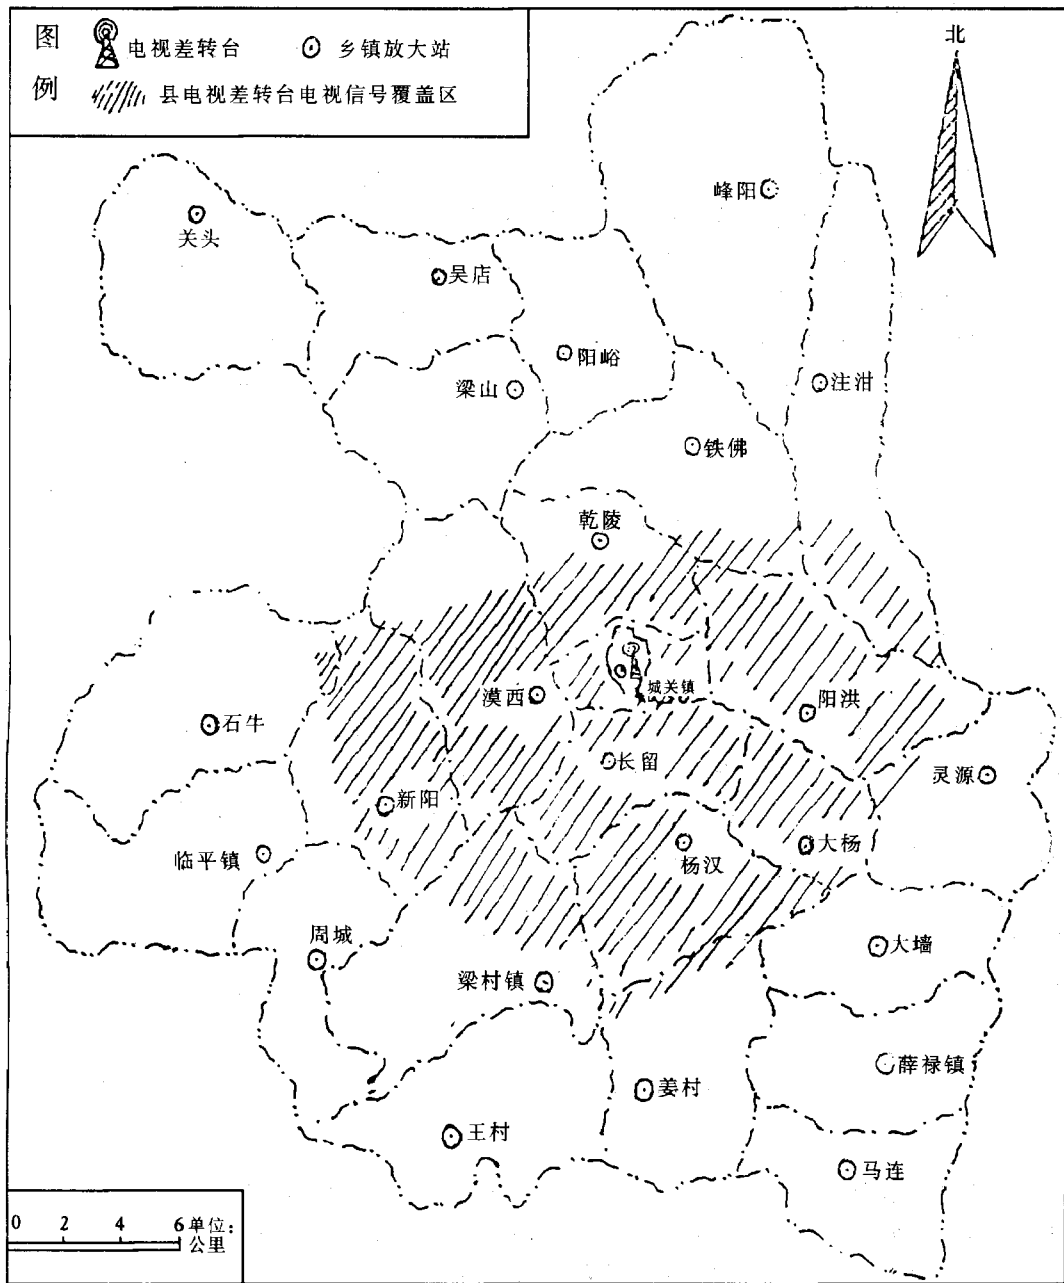 图例
电视差转台
乡镇放大站
县电视差转台电视信号覆盖区
北
峰阳
关头
吴店
阳峪
梁山
注泔
铁佛
乾陵
城关镇
漠西
阳洪
石牛
长留
灵源
新阳
杨汉
大杨
临平镇
周城
大墙
梁村镇
薛禄镇
姜村
王村
马连
0 2 4 6 单位:
公里